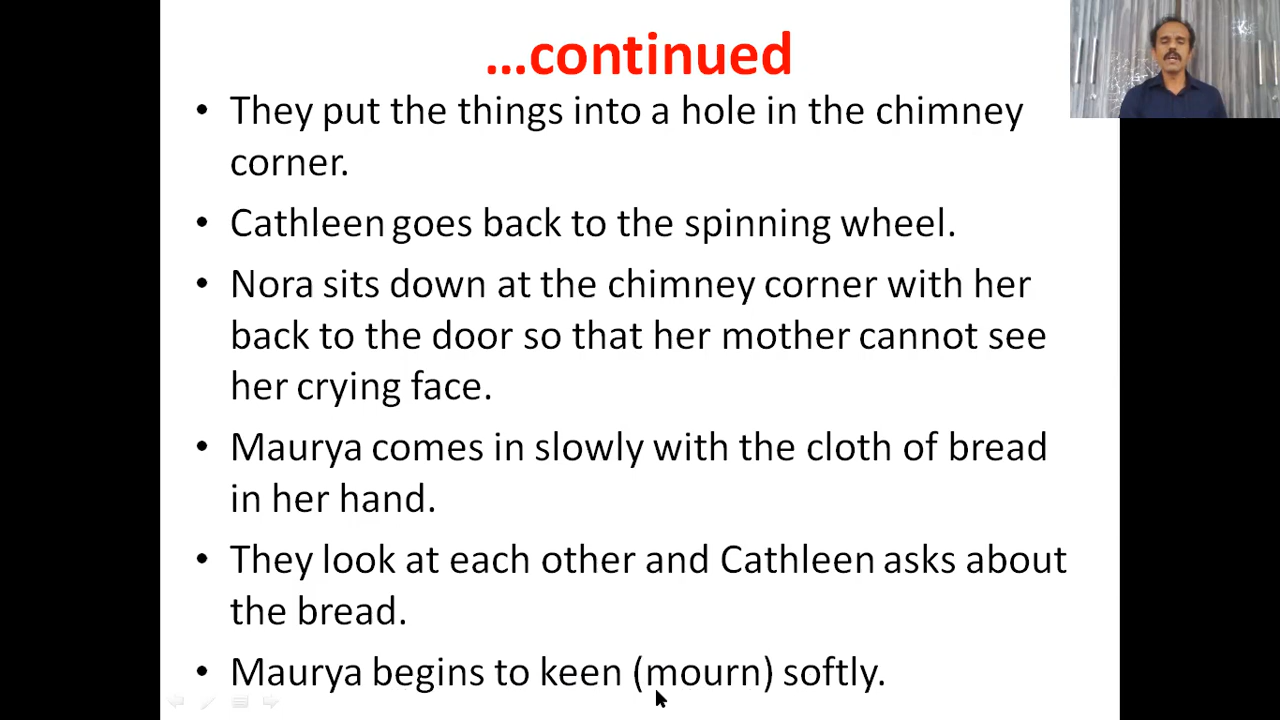 ...continued
• They put the things into a hole in the chimney
corner.
• Cathleen goes back to the spinning wheel.
• Nora sits down at the chimney corner with her
back to the door so that her mother cannot see
her crying face.
• Maurya comes in slowly with the cloth of bread
in her hand.
• They look at each other and Cathleen asks about
the bread.
• Maurya begins to keen (mourn) softly.